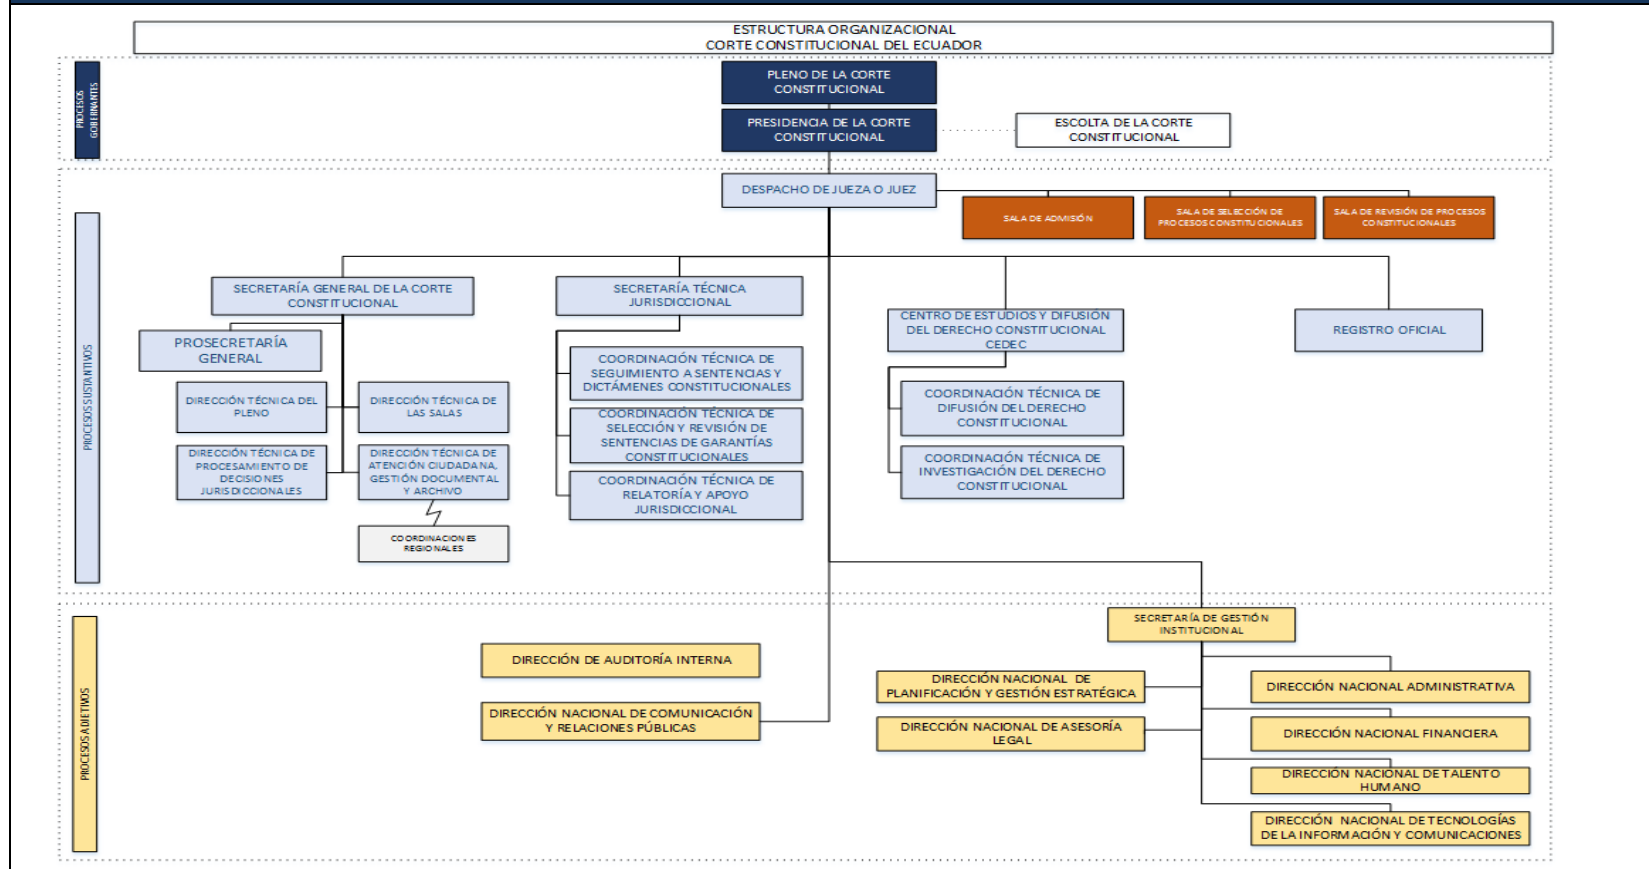 ESTRUCTURA ORGANIZACIONAL
CORTE CONSTITUCIONAL DEL ECUADOR
PROCESOS
GOBERNANTES
PLENO DE LA CORTE
CONSTITUCIONAL
PRESIDENCIA DE LA CORTE
CONSTITUCIONAL
ESCOLTA DE LA CORTE
CONSTITUCIONAL
PROCESOS SUSTANTIVOS
DESPACHO DE JUEZA O JUEZ
SALA DE ADMISIÓN
SALA DE SELECCIÓN DE
PROCESOS CONSTITUCIONALES
SALA DE REVISIÓN DE PROCESOS
CONSTITUCIONALES
SECRETARÍA GENERAL DE LA CORTE
CONSTITUCIONAL
PROSECRETARÍA
GENERAL
DIRECCIÓN TÉCNICA DEL
PLENO
DIRECCIÓN TÉCNICA DE
LAS SALAS
DIRECCIÓN TÉCNICA DE
PROCESAMIENTO DE
DECISIONES
JURISDICCIONALES
DIRECCIÓN TÉCNICA DE
ATENCIÓN CIUDADANA,
GESTIÓN DOCUMENTAL
Y ARCHIVO
COORDINACIONES
REGIONALES
SECRETARÍA TÉCNICA
JURISDICCIONAL
COORDINACIÓN TÉCNICA DE
SEGUIMIENTO A SENTENCIAS Y
DICTÁMENES CONSTITUCIONALES
COORDINACIÓN TÉCNICA DE
SELECCIÓN Y REVISIÓN DE
SENTENCIAS DE GARANTÍAS
CONSTITUCIONALES
COORDINACIÓN TÉCNICA DE
RELATORÍA Y APOYO
JURISDICCIONAL
CENTRO DE ESTUDIOS Y DIFUSIÓN
DEL DERECHO CONSTITUCIONAL
CEDEC
COORDINACIÓN TÉCNICA DE
DIFUSIÓN DEL DERECHO
CONSTITUCIONAL
COORDINACIÓN TÉCNICA DE
INVESTIGACIÓN DEL DERECHO
CONSTITUCIONAL
REGISTRO OFICIAL
PROCESOS ADJETIVOS
DIRECCIÓN DE AUDITORÍA INTERNA
DIRECCIÓN NACIONAL DE COMUNICACIÓN
Y RELACIONES PÚBLICAS
SECRETARÍA DE GESTIÓN
INSTITUCIONAL
DIRECCIÓN NACIONAL DE
PLANIFICACIÓN Y GESTIÓN ESTRATÉGICA
DIRECCIÓN NACIONAL DE ASESORÍA
LEGAL
DIRECCIÓN NACIONAL ADMINISTRATIVA
DIRECCIÓN NACIONAL FINANCIERA
DIRECCIÓN NACIONAL DE TALENTO
HUMANO
DIRECCIÓN NACIONAL DE TECNOLOGÍAS
DE LA INFORMACIÓN Y COMUNICACIONES